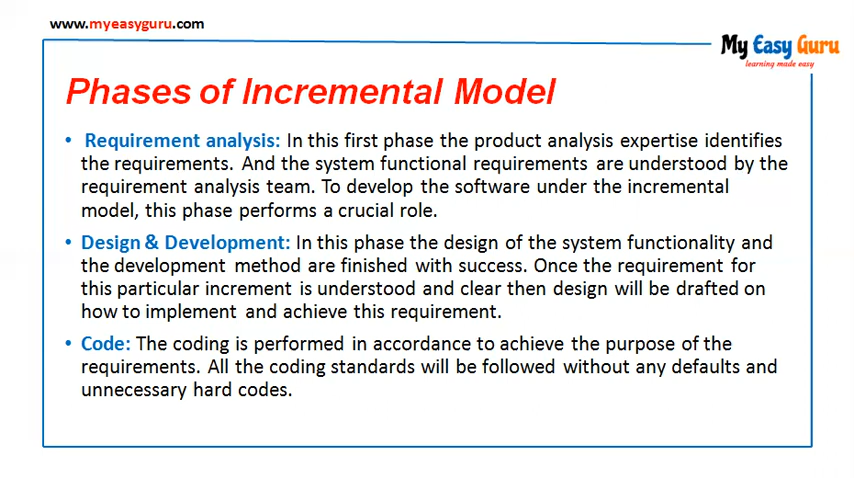 www.myeasyguru.com
My Easy Guru
learning made easy
Phases of Incremental Model
• Requirement analysis: In this first phase the product analysis expertise identifies
the requirements. And the system functional requirements are understood by the
requirement analysis team. To develop the software under the incremental
model, this phase performs a crucial role.
• Design & Development: In this phase the design of the system functionality and
the development method are finished with success. Once the requirement for
this particular increment is understood and clear then design will be drafted on
how to implement and achieve this requirement.
• Code: The coding is performed in accordance to achieve the purpose of the
requirements. All the coding standards will be followed without any defaults and
unnecessary hard codes.